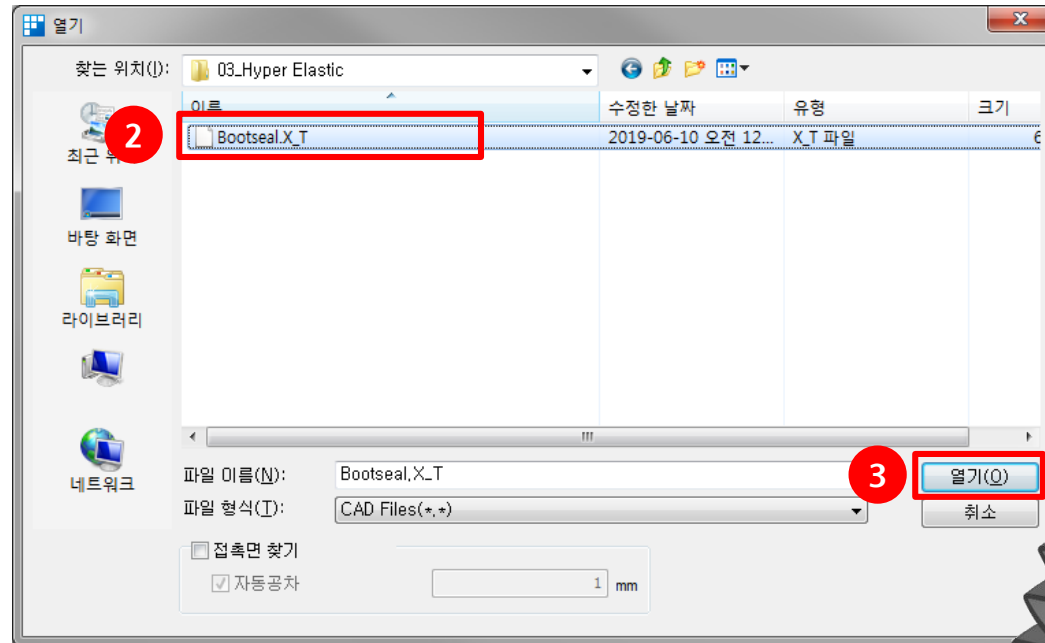 열기
찾는 위치(I):
03_Hyper Elastic
이름
수정한 날짜
유형
크기
2
Bootseal.X_T
2019-06-10 오전 12...
X_T 파일
6
최근
바탕 화면
라이브러리
네트워크
파일 이름(N):
Bootseal,X_T
3
열기(O)
파일 형식(T):
CAD Files(*.*)
취소
접촉면 찾기
자동공차
1
mm